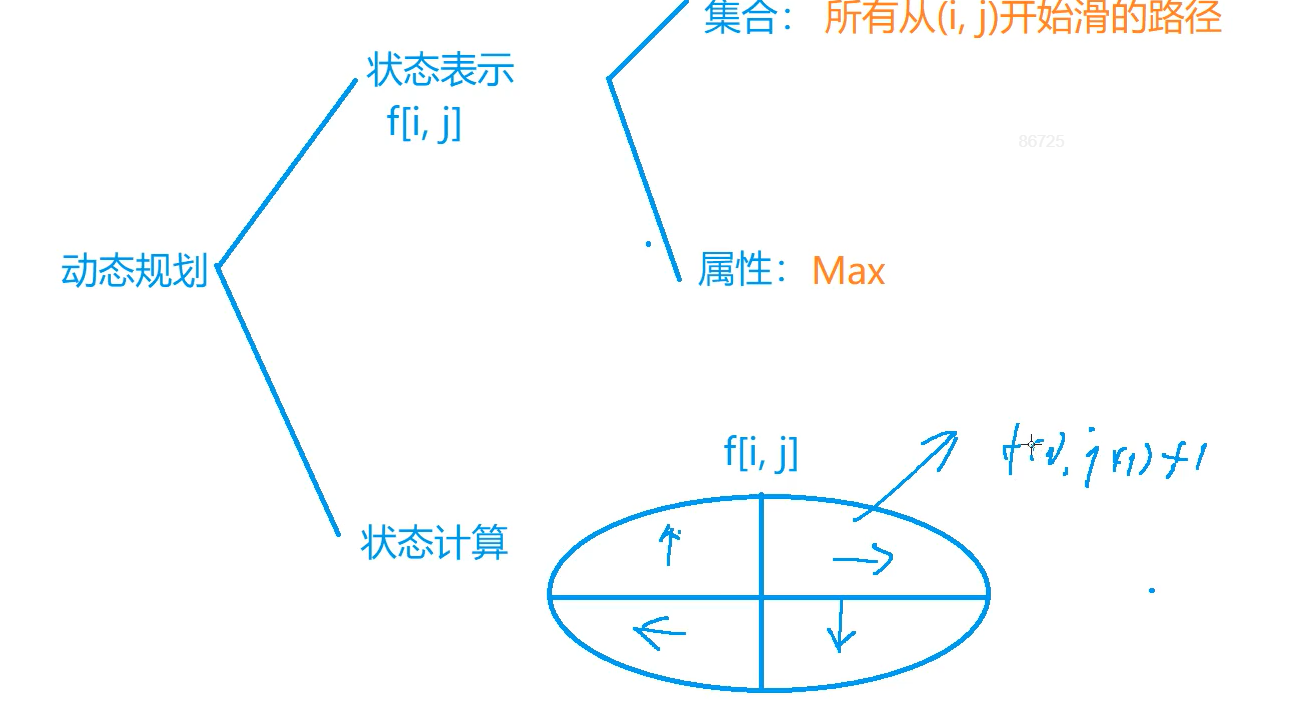 集合： 所有从(i, j)开始滑的路径
状态表示
f[i, j]
86725
动态规划
属性：Max
f[i, j]
f(i, j+1)+1
状态计算